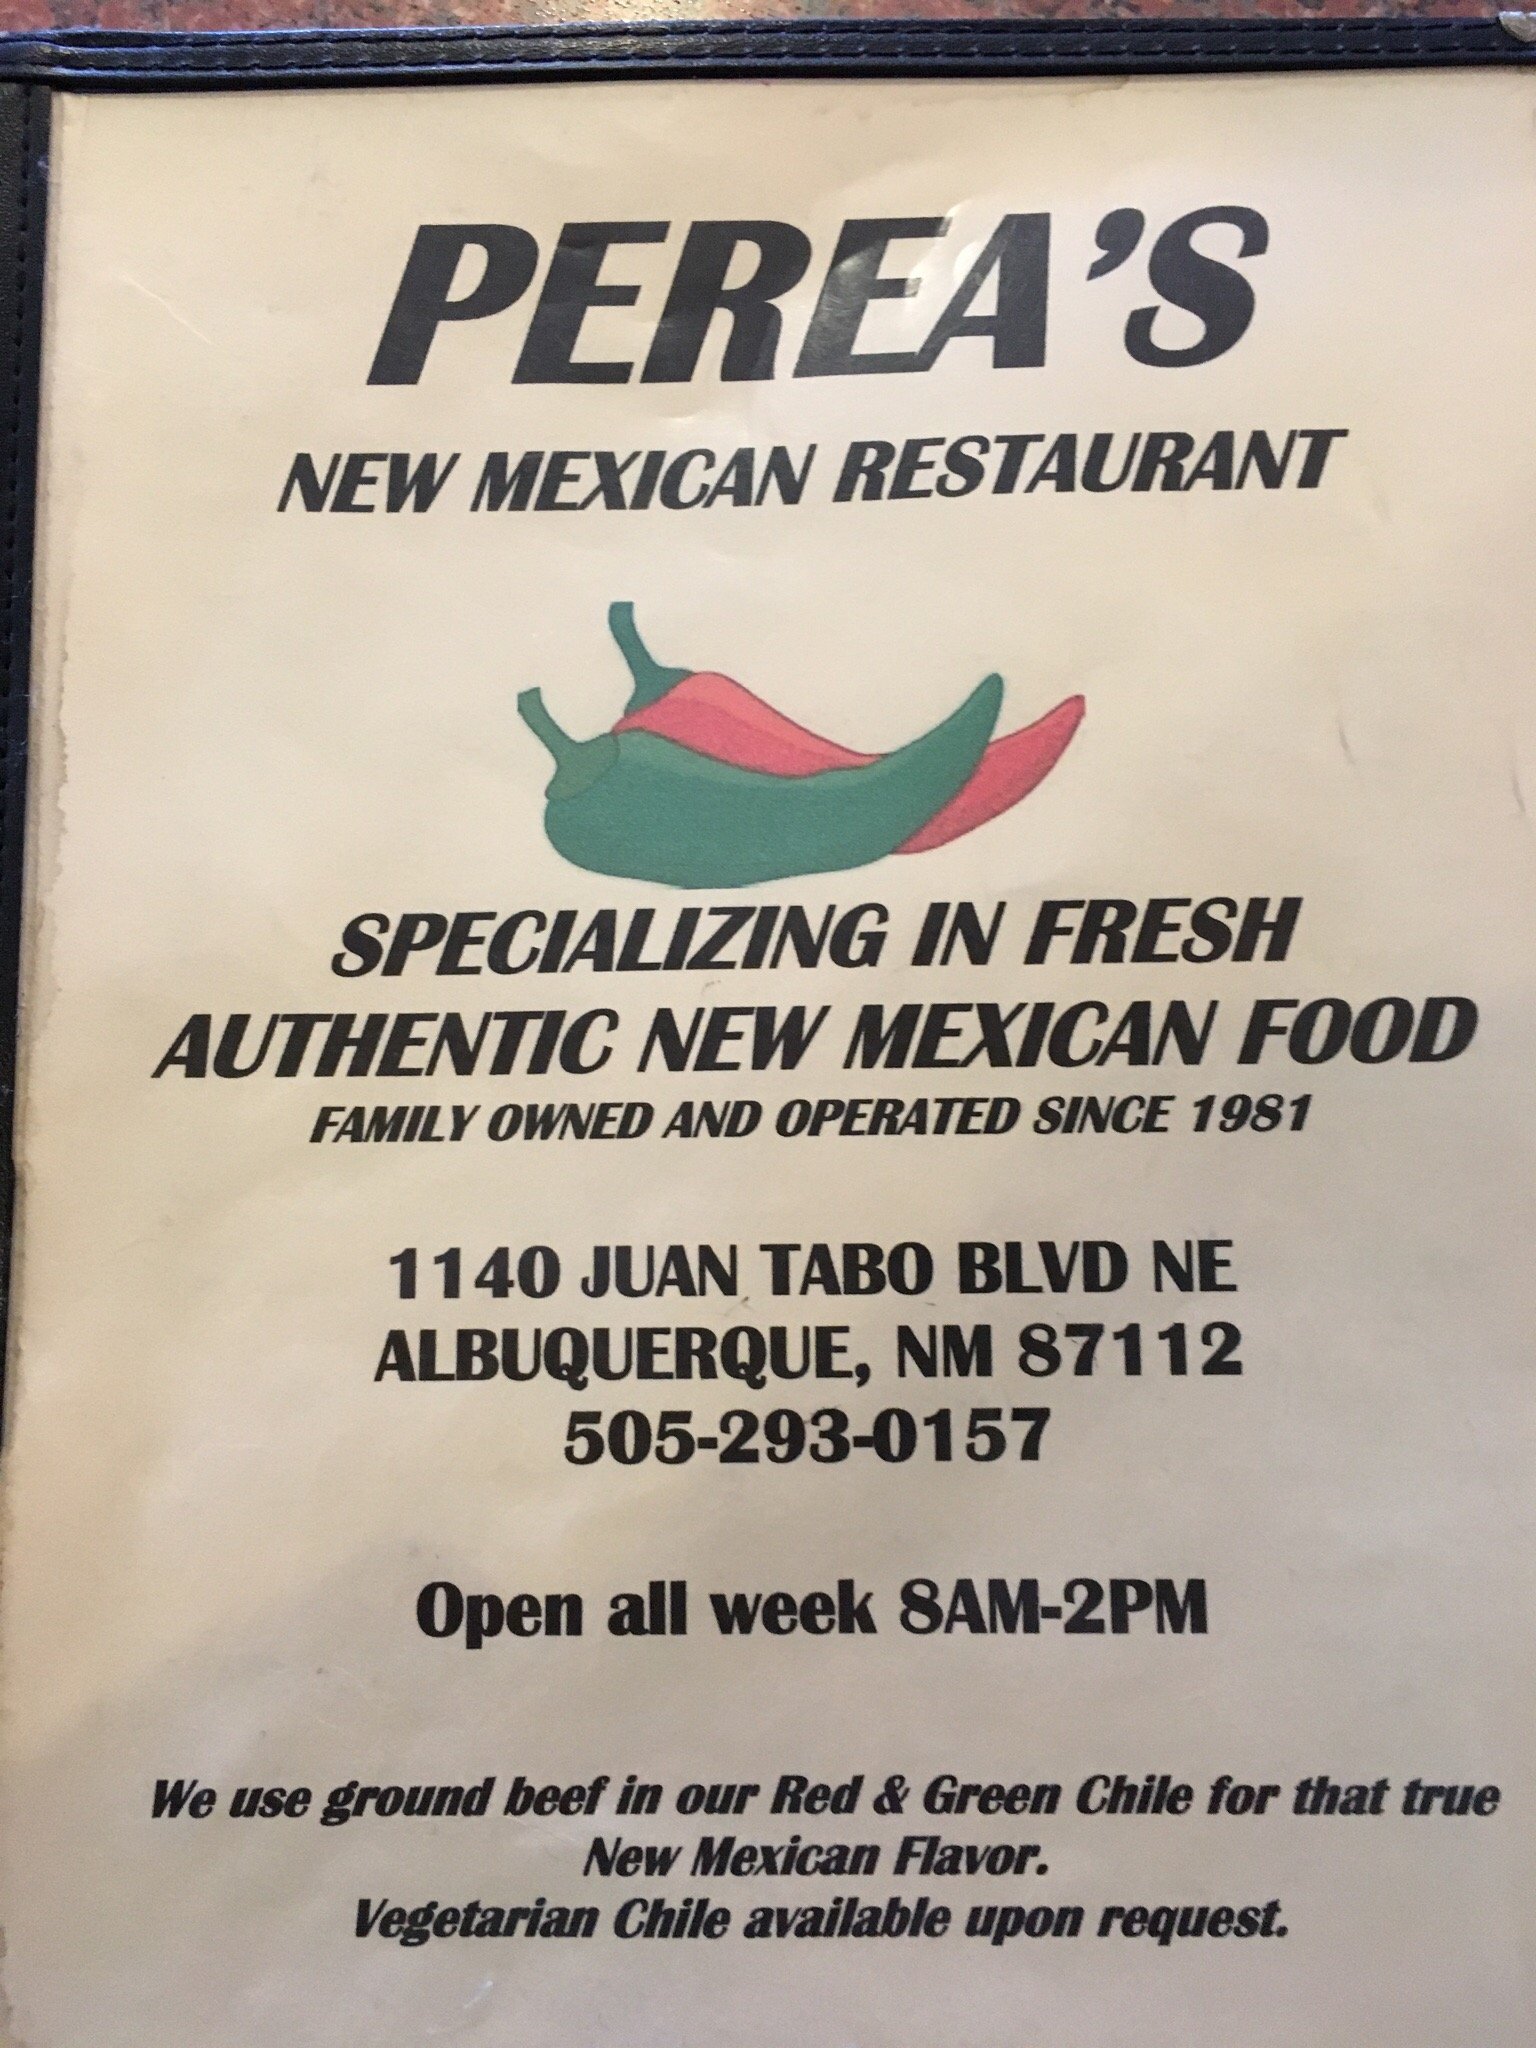 PEREA'S
NEW MEXICAN RESTAURANT
SPECIALIZING IN FRESH
AUTHENTIC NEW MEXICAN FOOD
FAMILY OWNED AND OPERATED SINCE 1981
1140 JUAN TABO BLVD NE
ALBUQUERQUE, NM 87112
505-293-0157
Open all week 8AM-2PM
We use ground beef in our Red & Green Chile for that true
New Mexican Flavor.
Vegetarian Chile available upon request.